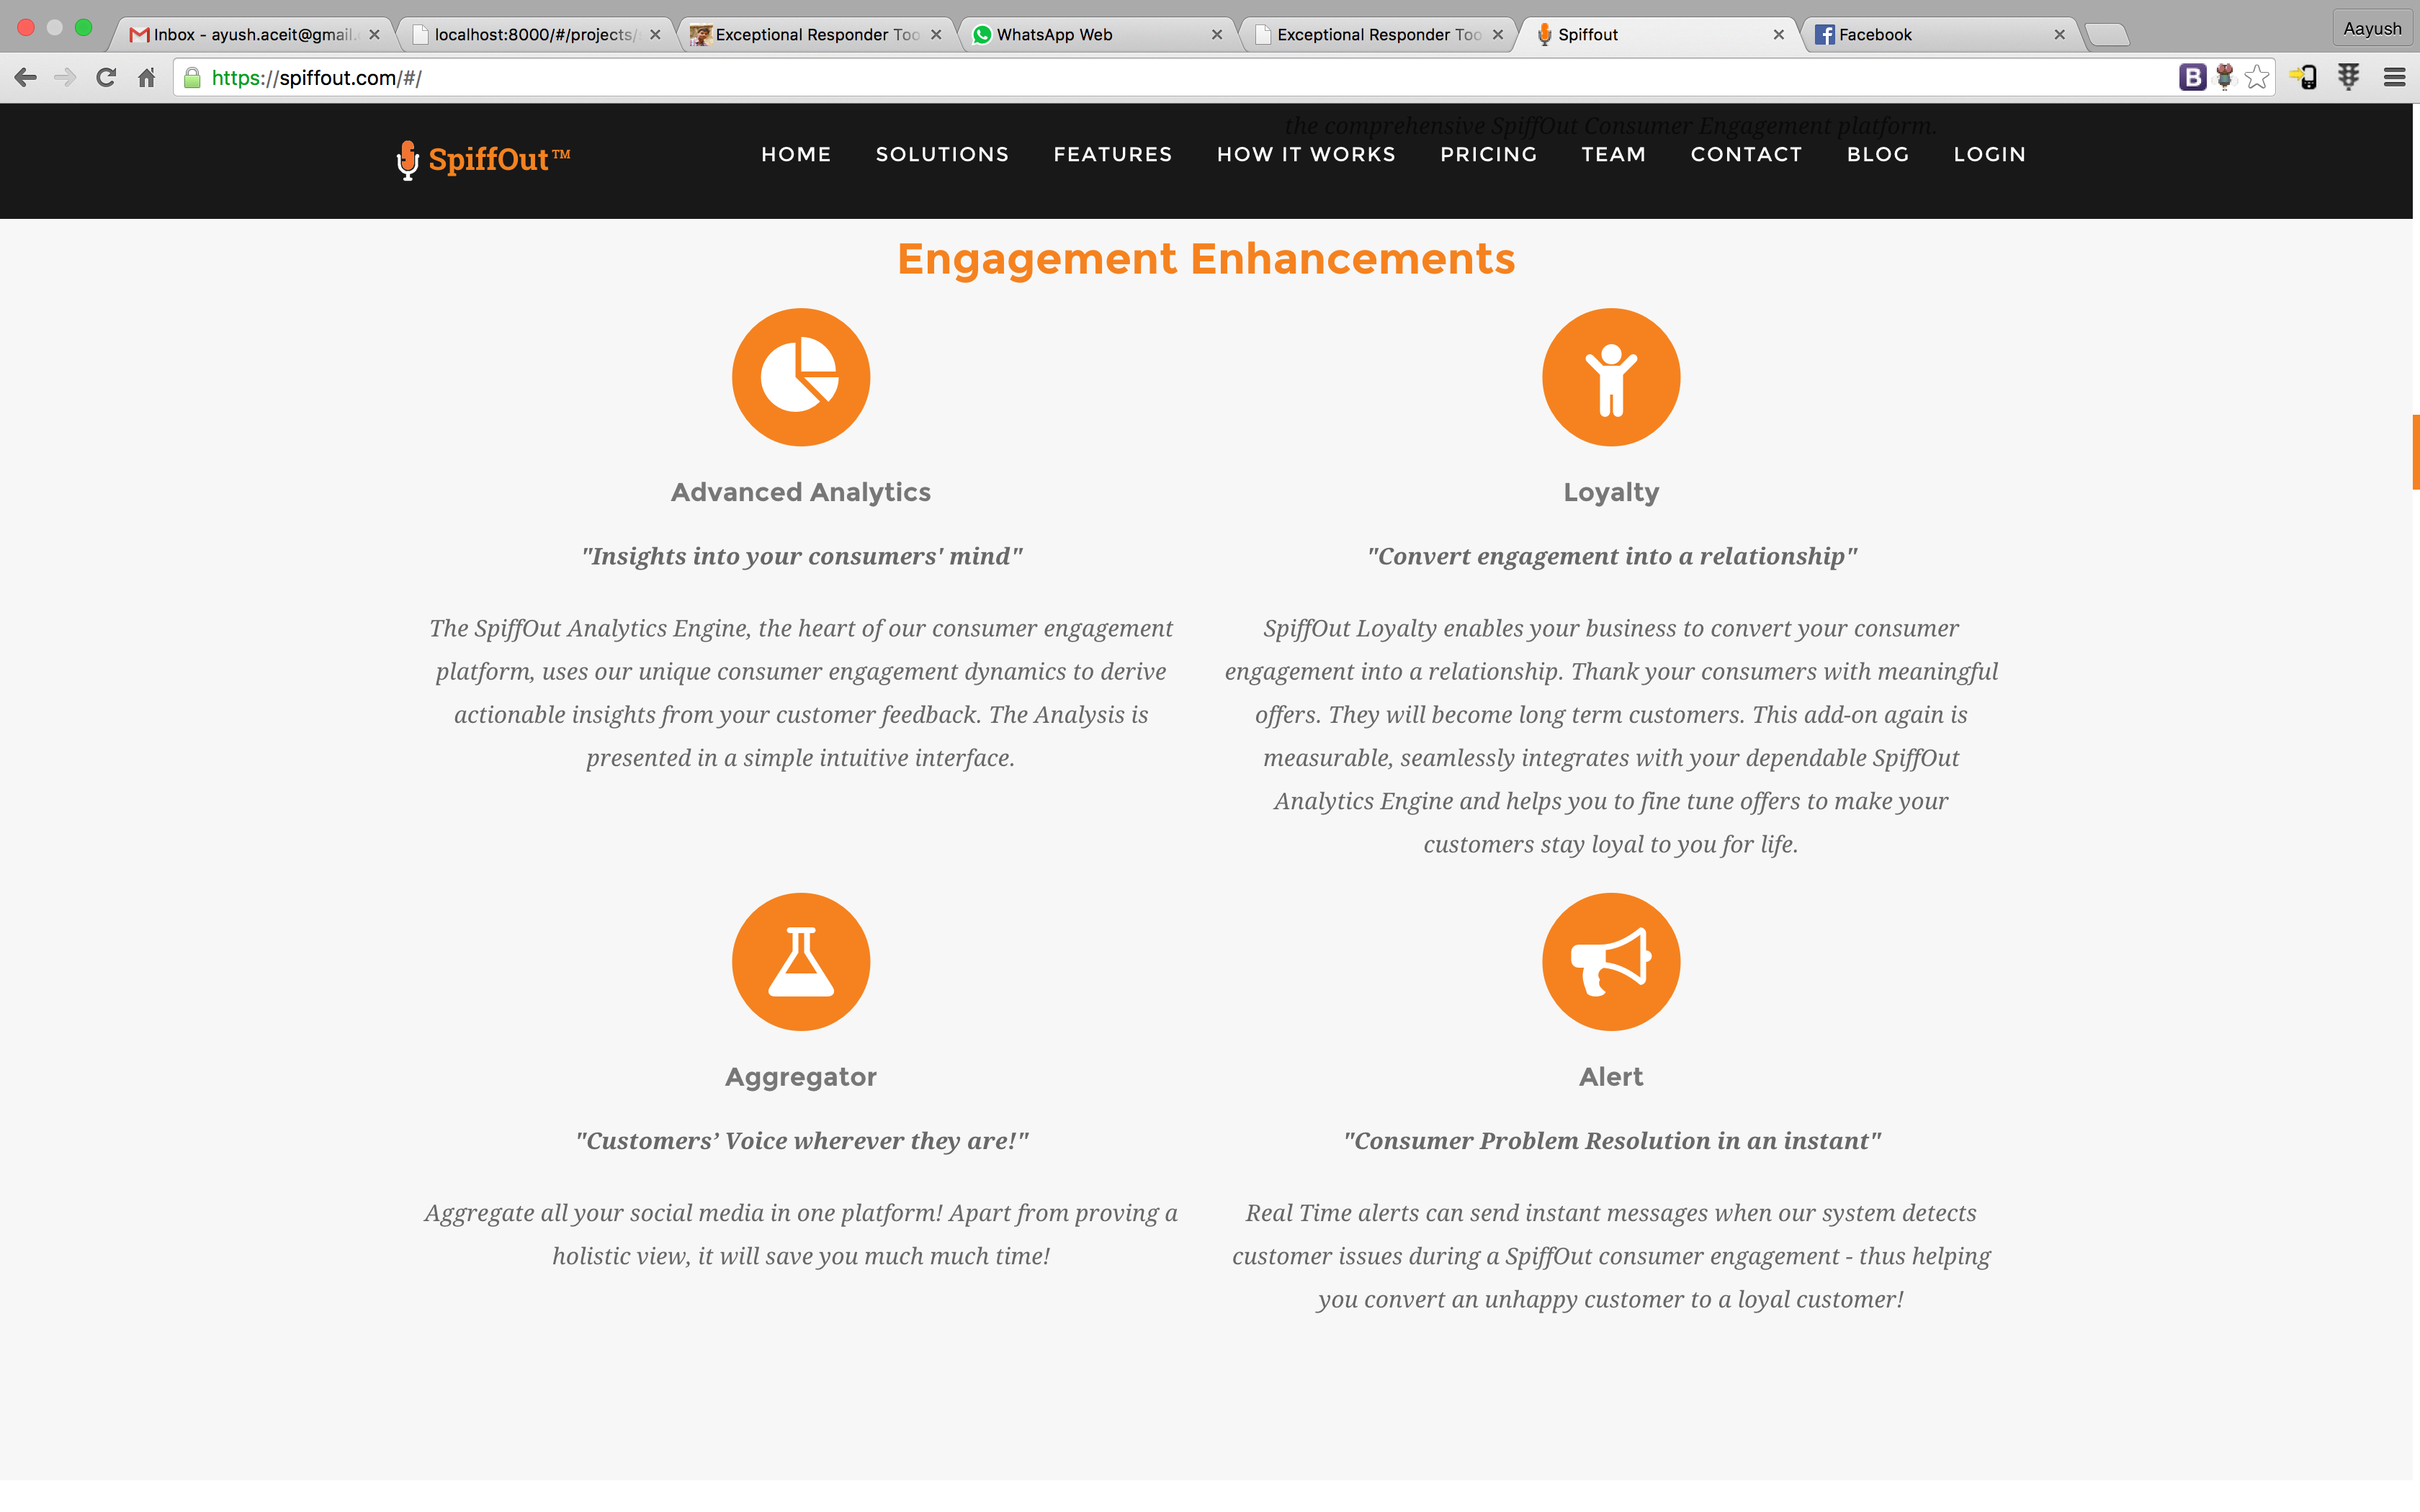 Inbox - ayush.aceit@gmail.
localhost:8000/#/projects/
Exceptional Responder Too
WhatsApp Web
Exceptional Responder Too
Spiffout
Facebook
Aayush
https://spiffout.com/#/
the comprehensive SpiffOut Consumer Engagement platform.
SpiffOut™
HOME SOLUTIONS FEATURES HOW IT WORKS PRICING TEAM CONTACT BLOG LOGIN
Engagement Enhancements
Advanced Analytics
"Insights into your consumers' mind"
The SpiffOut Analytics Engine, the heart of our consumer engagement
platform, uses our unique consumer engagement dynamics to derive
actionable insights from your customer feedback. The Analysis is
presented in a simple intuitive interface.
Loyalty
"Convert engagement into a relationship"
SpiffOut Loyalty enables your business to convert your consumer
engagement into a relationship. Thank your consumers with meaningful
offers. They will become long term customers. This add-on again is
measurable, seamlessly integrates with your dependable SpiffOut
Analytics Engine and helps you to fine tune offers to make your
customers stay loyal to you for life.
Aggregator
"Customers’ Voice wherever they are!"
Aggregate all your social media in one platform! Apart from proving a
holistic view, it will save you much much time!
Alert
"Consumer Problem Resolution in an instant"
Real Time alerts can send instant messages when our system detects
customer issues during a SpiffOut consumer engagement - thus helping
you convert an unhappy customer to a loyal customer!